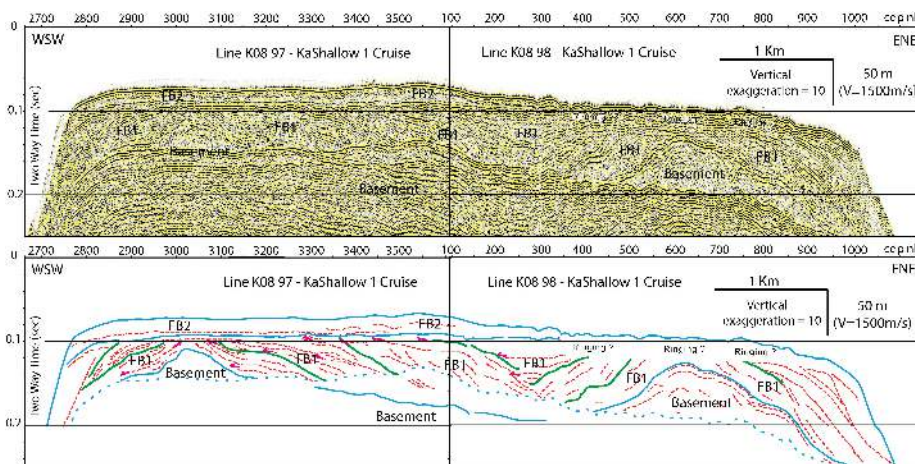 2700 2800 2900 3000 3100 3200 3300 3400 3500 100 200 300 400 500 600 700 800 900 1000 cep nb
0
WSW
Line K08 97 - KaShallow 1 Cruise
Line K08 98 - KaShallow 1 Cruise
ENE
1 Km
Vertical
exaggeration = 10
50 m
(V=1500m/s)
Two Way Time (sec)
FB2
FB2
0.1
FB1
FB1
FB1
FB1
FB1
FB1
Basement
Basement
Basement
0.2
2700 2800 2900 3000 3100 3200 3300 3400 3500 100 200 300 400 500 600 700 800 900 1000
0
WSW
Line K08 97 - KaShallow 1 Cruise
Line K08 98 - KaShallow 1 Cruise
1 Km
Vertical
exaggeration = 10
50 m
(V=1500m/s)
Two Way Time (sec)
FB2
FB2
0.1
Ringing ?
Ringing ?
Ringing ?
FB1
FB1
FB1
FB1
FB1
FB1
Basement
Basement
Basement
0.2